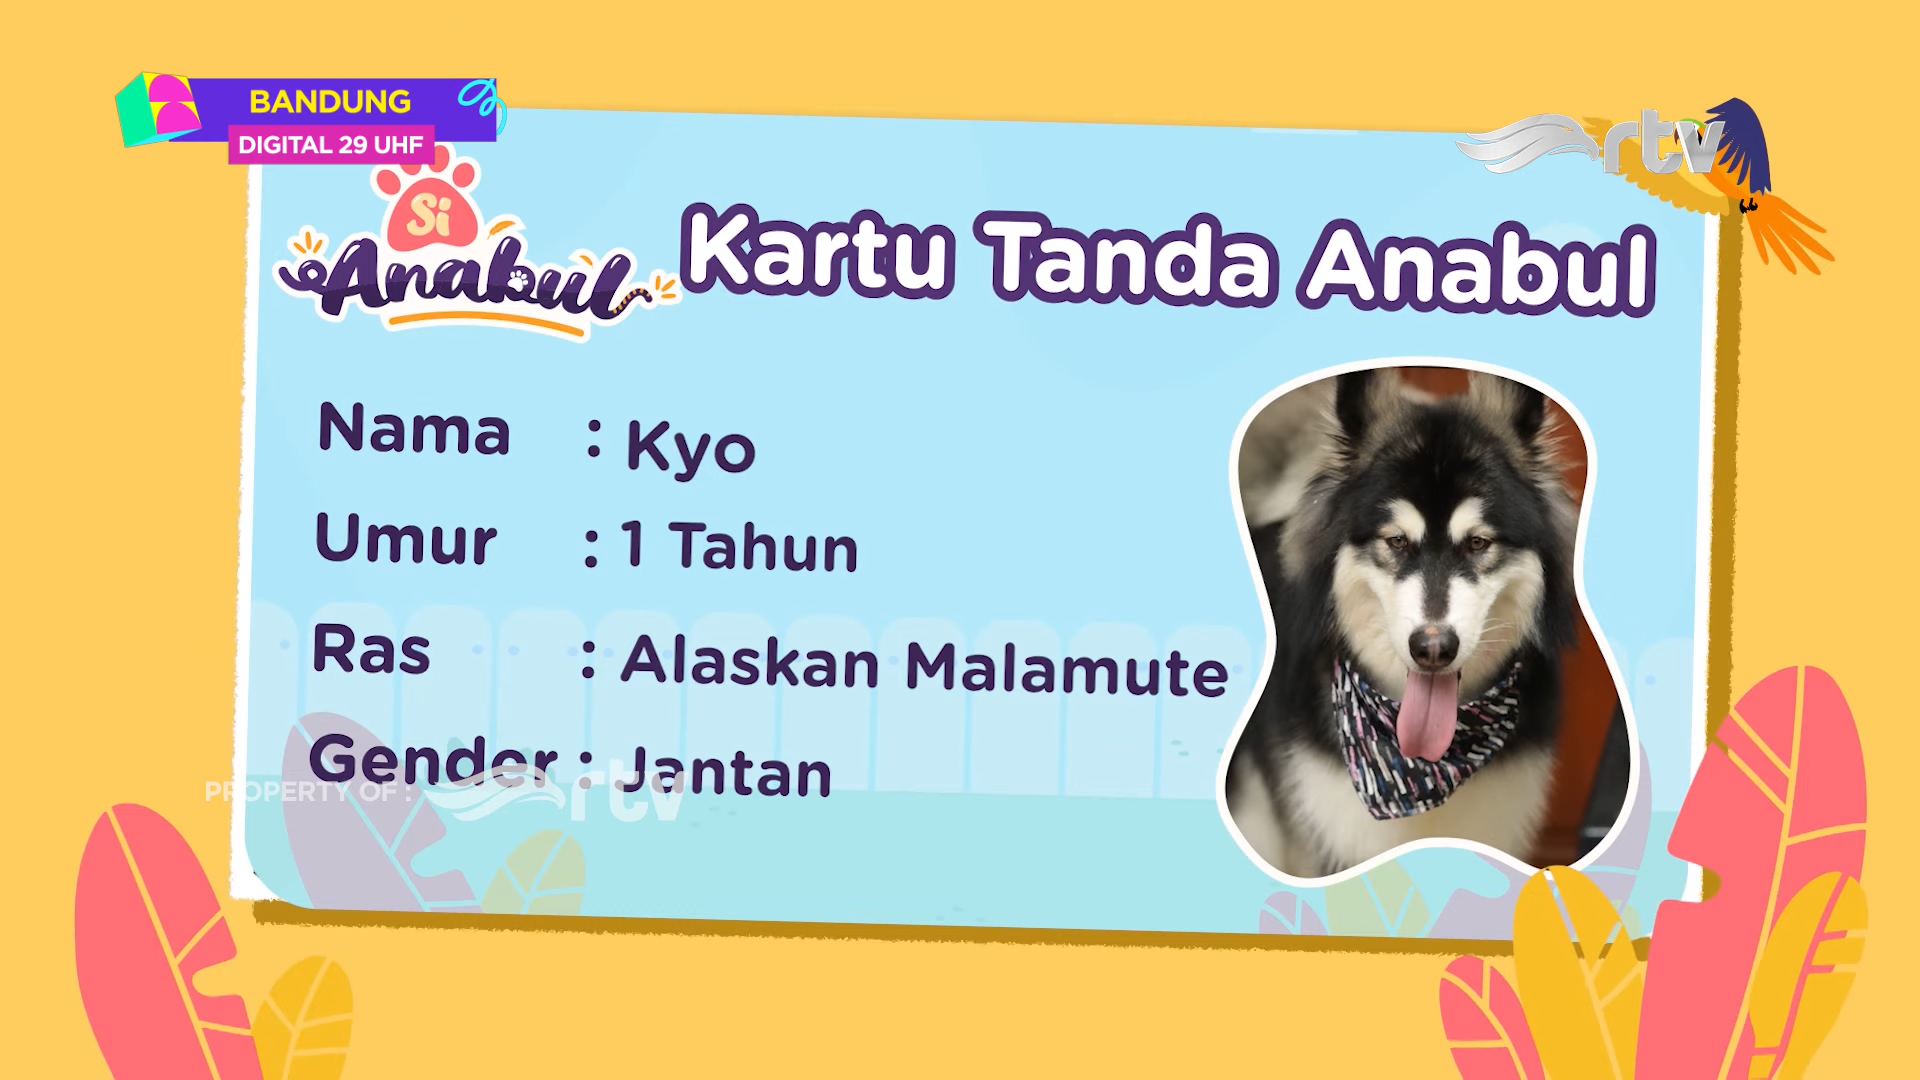 BANDUNG
DIGITAL 29 UHF
rtv
Si
Anabul
Kartu Tanda Anabul
Nama : Kyo
Umur : 1 Tahun
Ras : Alaskan Malamute
Gender : Jantan
PROPERTY OF : rtv